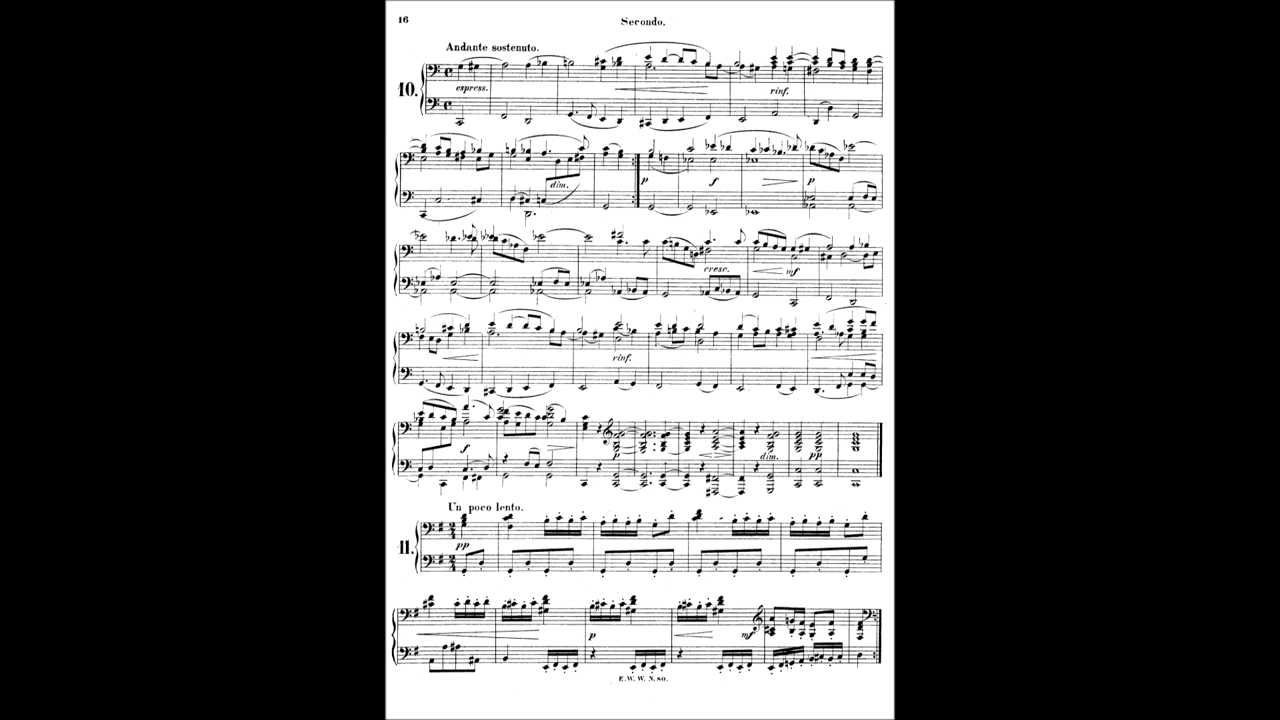 16
Secondo.
Andante sostenuto.
10.
espress.
rinf.
dim.
p
f
p
cresc.
mf
rinf.
f
p
dim.
pp
Un poco lento.
11.
pp
p
mf
E. W. W. N. 80.